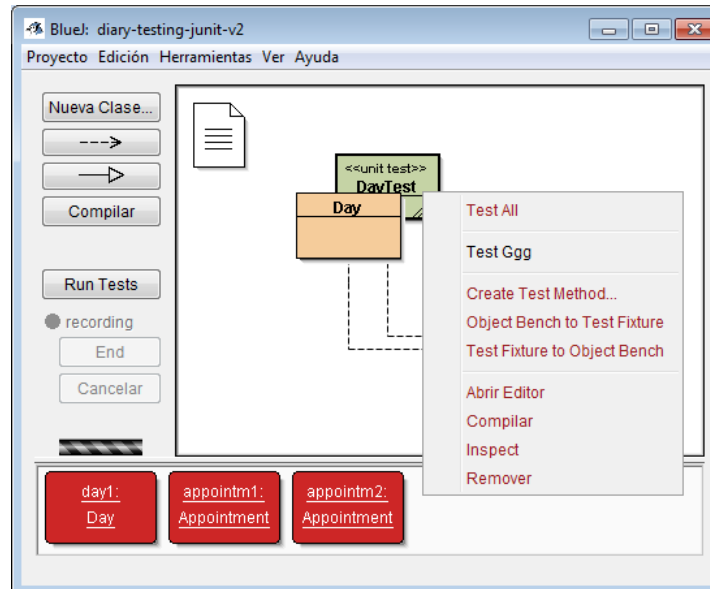 BlueJ: diary-testing-junit-v2
Proyecto Edición Herramientas Ver Ayuda
Nueva Clase...
Compilar
Run Tests
recording
End
Cancelar
<<unit test>>
DayTest
Day
Test All
Test Ggg
Create Test Method...
Object Bench to Test Fixture
Test Fixture to Object Bench
Abrir Editor
Compilar
Inspect
Remover
day1:
Day
appointm1:
Appointment
appointm2:
Appointment